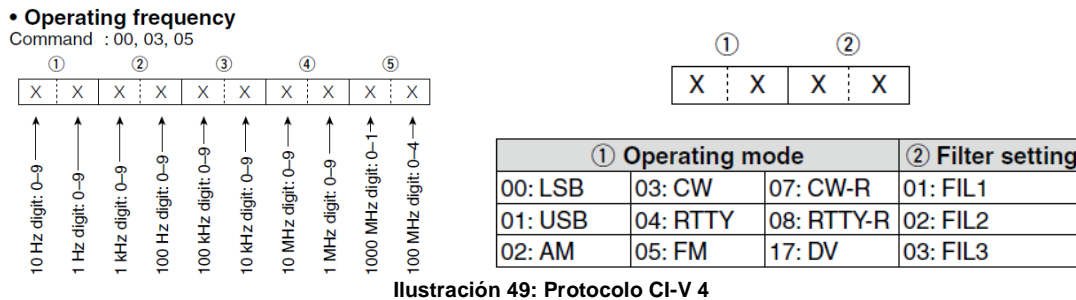 • Operating frequency
Command : 00, 03, 05
① ② ③ ④ ⑤
X X X X X X X X X X
10 Hz digit: 0–9
1 Hz digit: 0–9
1 kHz digit: 0–9
100 Hz digit: 0–9
100 kHz digit: 0–9
10 kHz digit: 0–9
10 MHz digit: 0–9
1 MHz digit: 0–9
1000 MHz digit: 0–1
100 MHz digit: 0–4
① ②
X X X X
① Operating mode ② Filter setting
00: LSB 03: CW 07: CW-R 01: FIL1
01: USB 04: RTTY 08: RTTY-R 02: FIL2
02: AM 05: FM 17: DV 03: FIL3
Ilustración 49: Protocolo CI-V 4